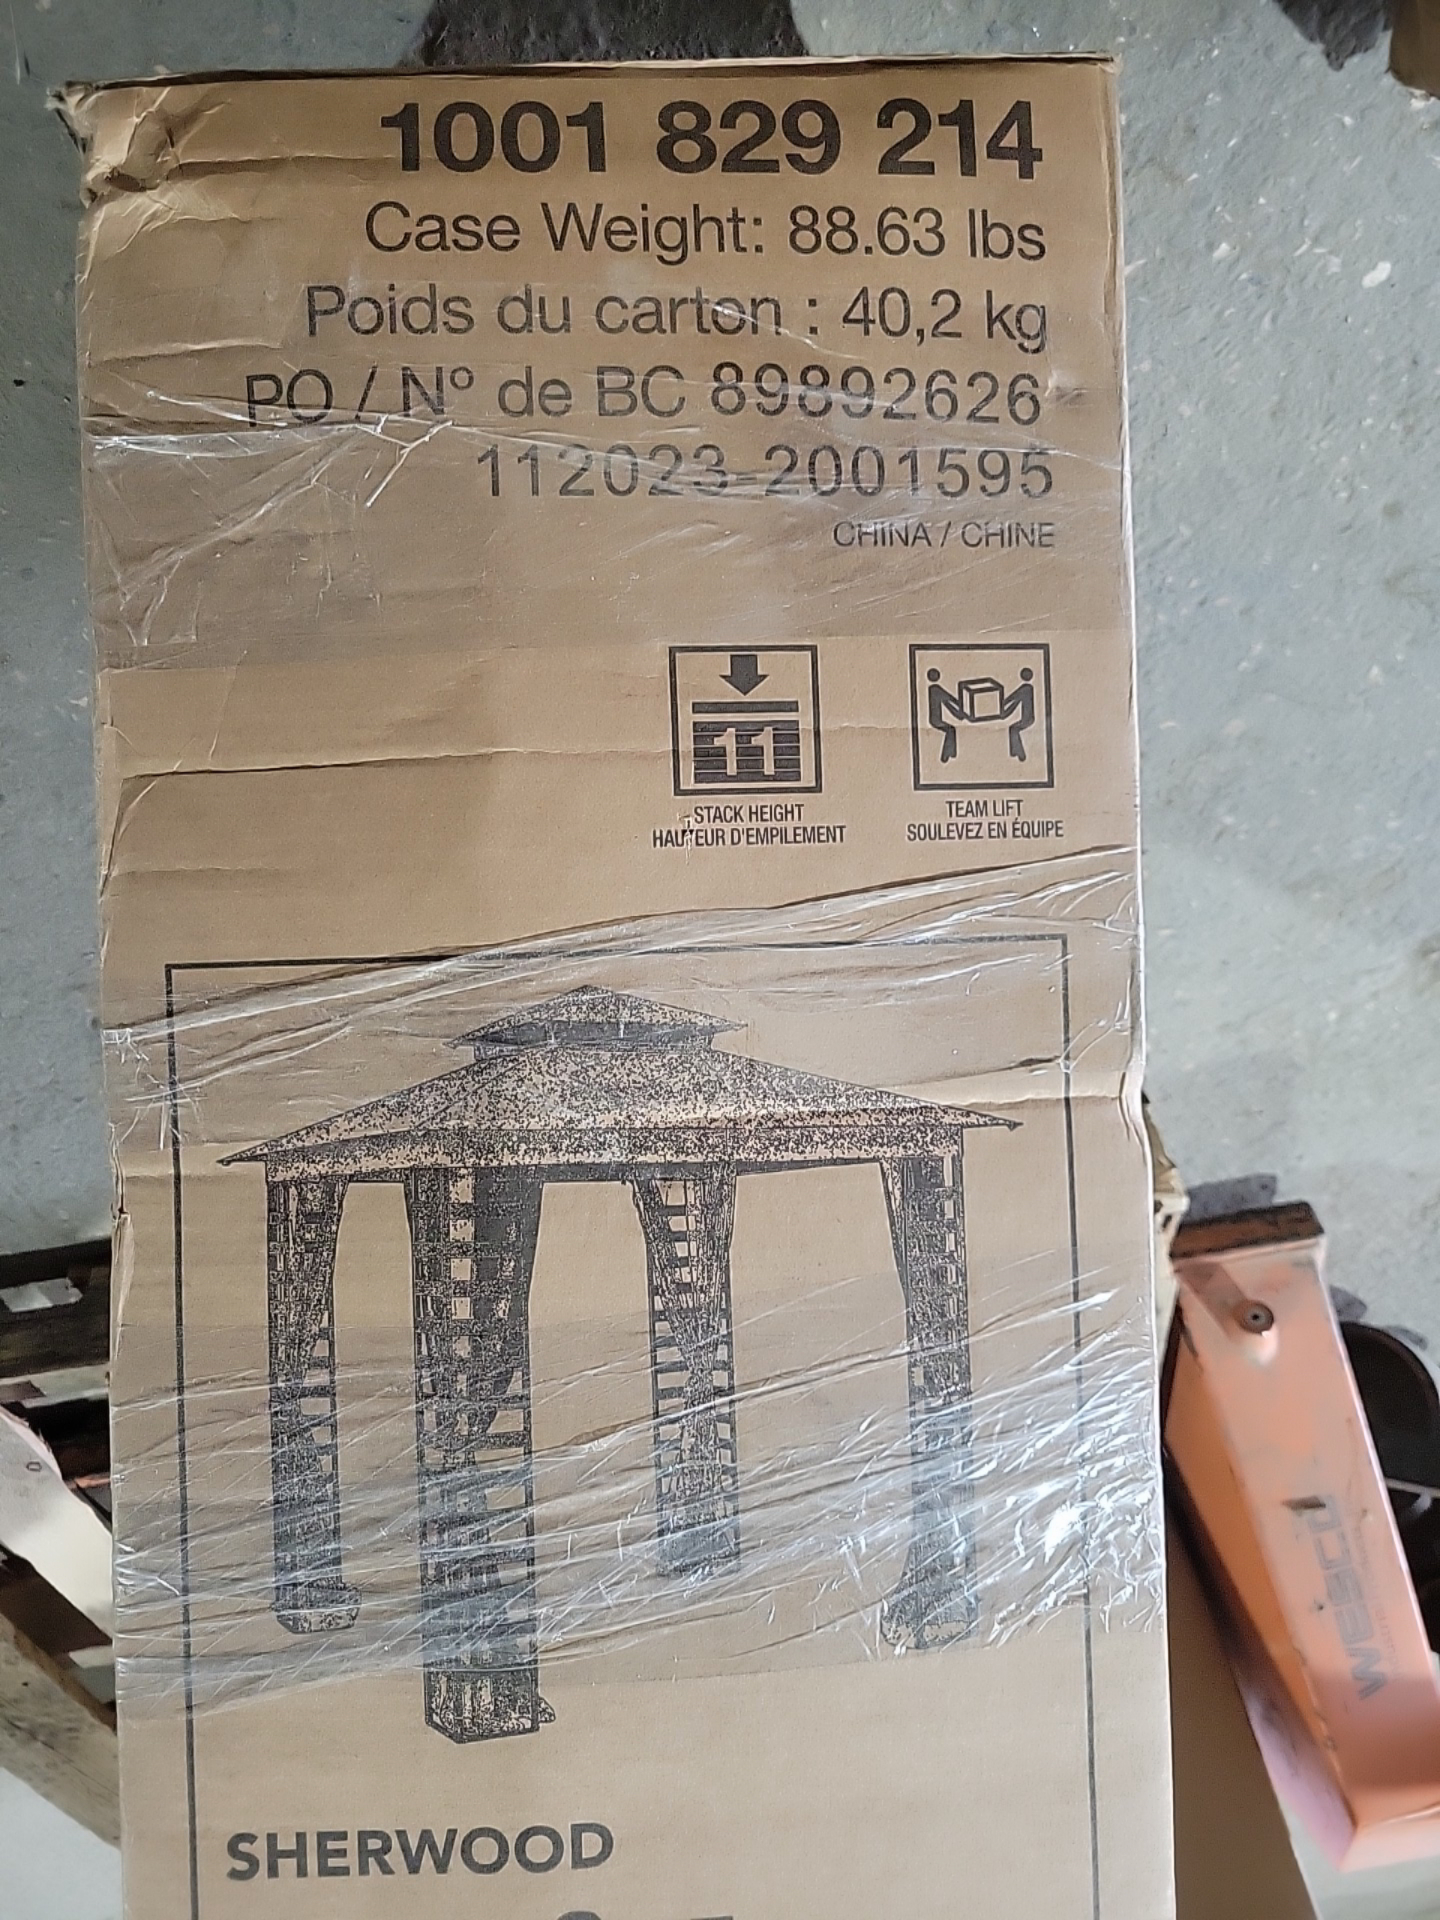 1001 829 214
Case Weight: 88.63 lbs
Poids du carton : 40,2 kg
PO / Nº de BC 89892626
112023-2001595
CHINA / CHINE
11
STACK HEIGHT
HAUTEUR D'EMPILEMENT
TEAM LIFT
SOULEVEZ EN ÉQUIPE
SHERWOOD
WESCO